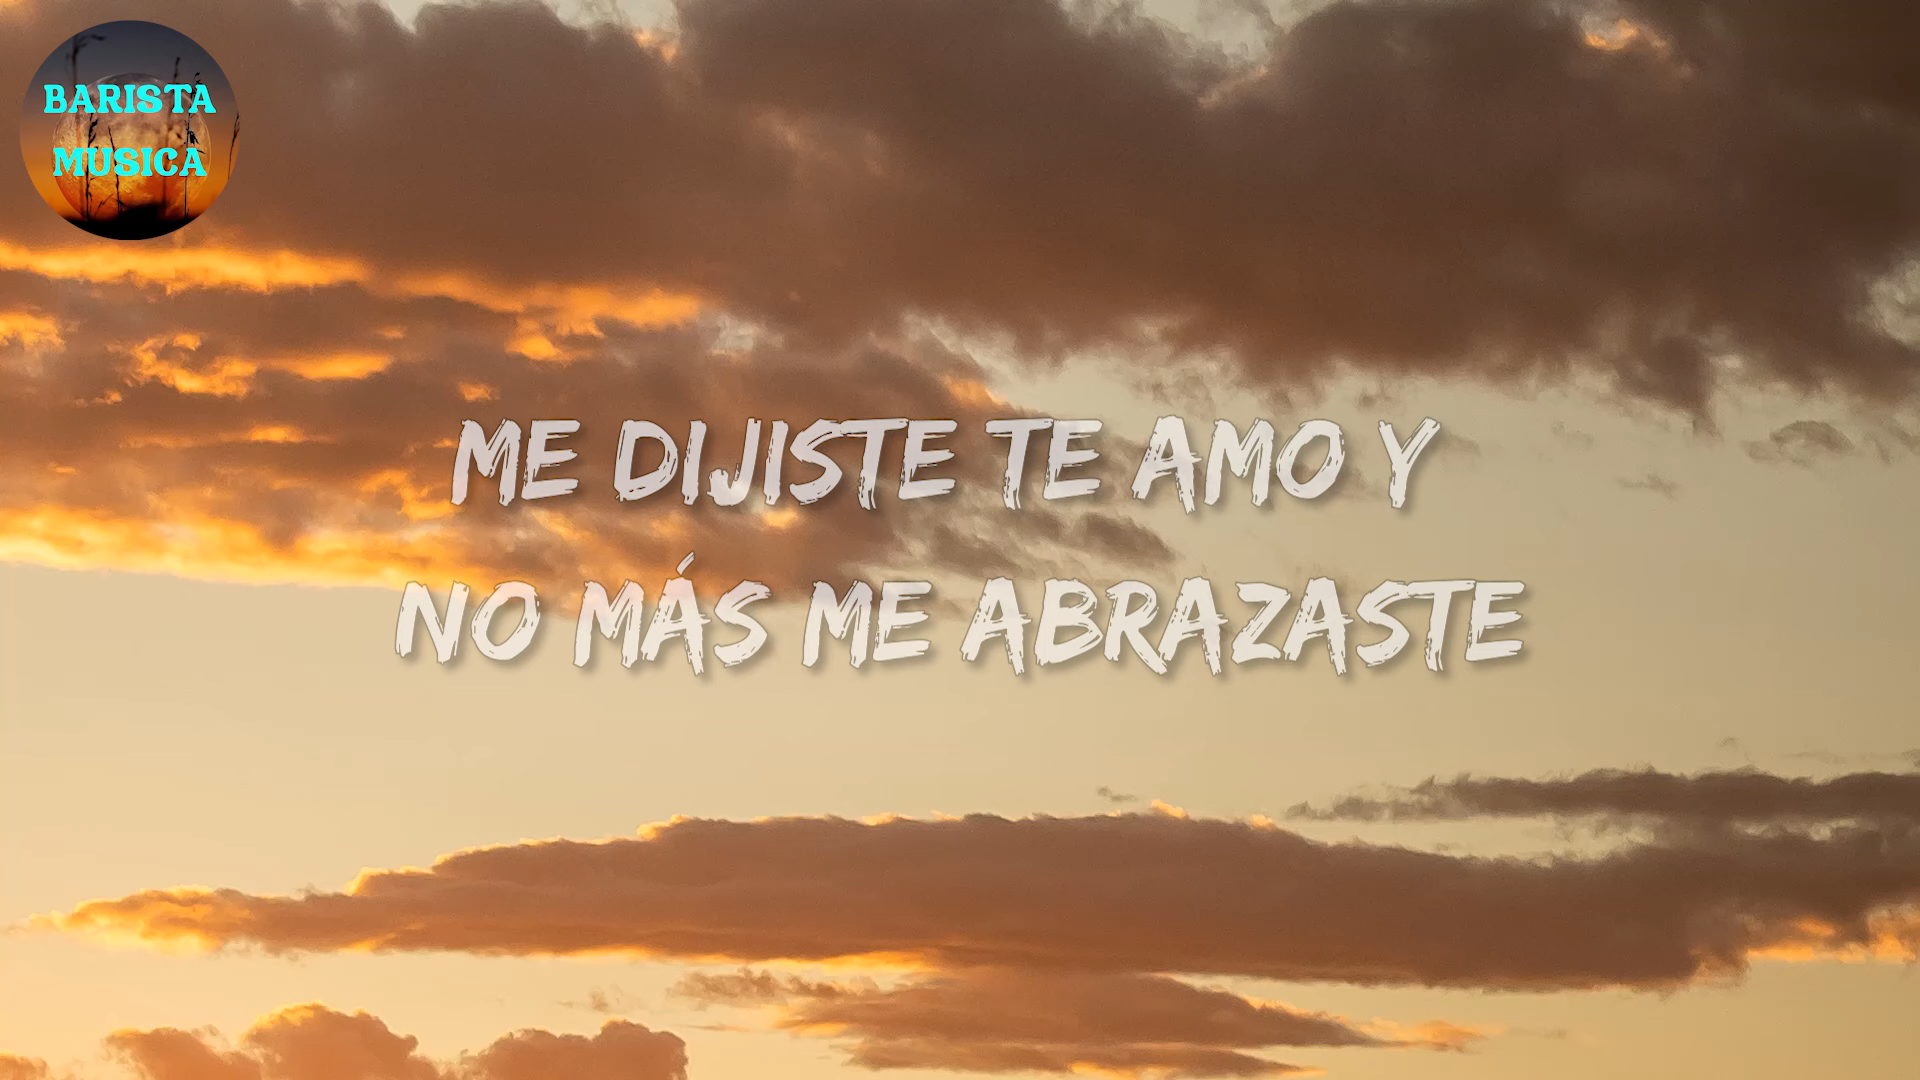 BARISTA
MUSICA
ME DIJISTE TE AMO Y
NO MÁS ME ABRAZASTE